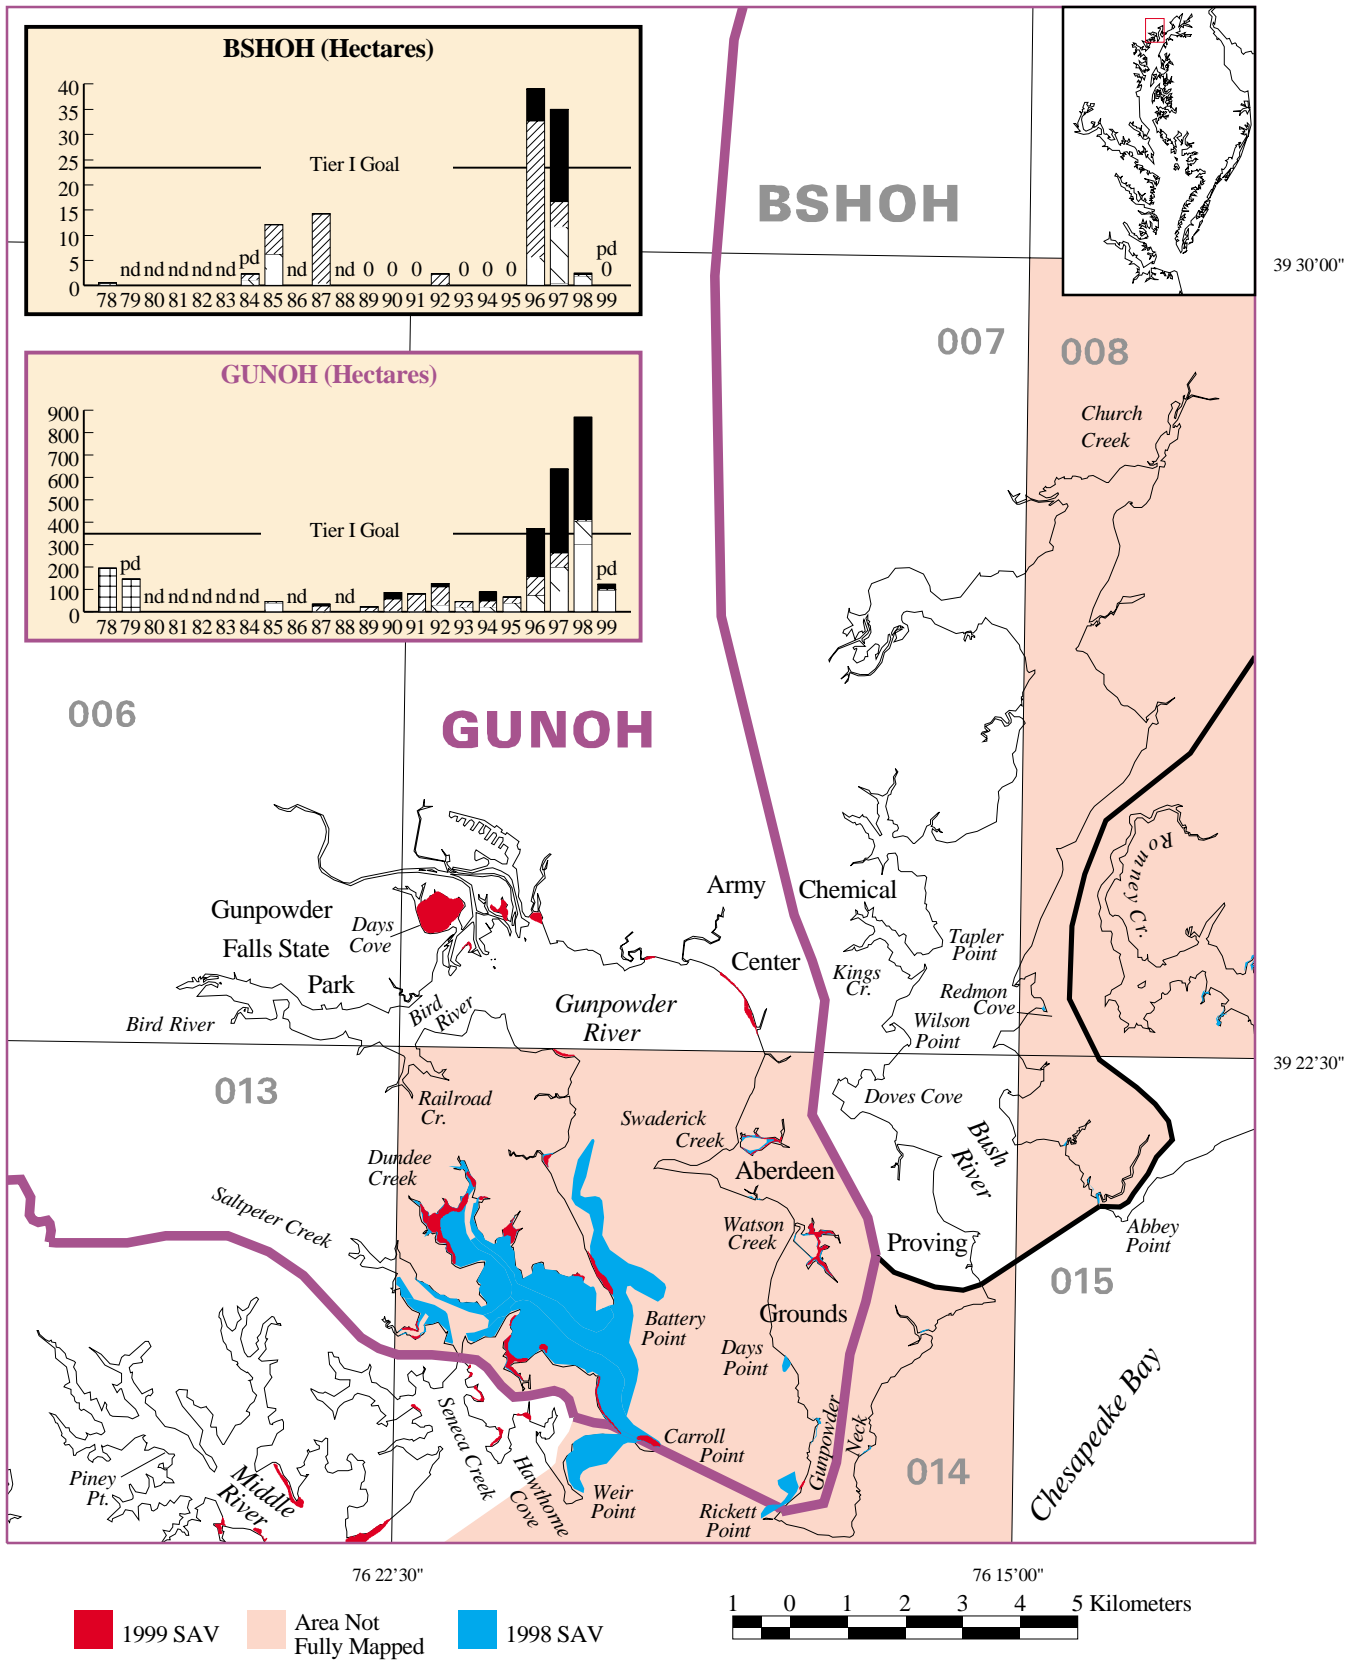 BSHOH (Hectares)
40
35
30
25
20
15
10
5
0
Tier I Goal
nd nd nd nd nd pd nd nd 0 0 0 0 0 0 pd 0
78 79 80 81 82 83 84 85 86 87 88 89 90 91 92 93 94 95 96 97 98 99
GUNOH (Hectares)
900
800
700
600
500
400
300
200
100
0
Tier I Goal
pd nd nd nd nd nd nd nd pd
78 79 80 81 82 83 84 85 86 87 88 89 90 91 92 93 94 95 96 97 98 99
BSHOH
39 30'00"
007
008
Church
Creek
006
GUNOH
Romney Cr.
Army Chemical
Center
Gunpowder
Falls State
Park
Days
Cove
Tapler
Point
Kings
Cr.
Redmon
Cove
Wilson
Point
Bird River
Bird
River
Gunpowder
River
39 22'30"
013
Railroad
Cr.
Doves Cove
Swaderick
Creek
Bush
River
Dundee
Creek
Aberdeen
Saltpeter Creek
Watson
Creek
Proving
Abbey
Point
015
Grounds
Battery
Point
Days
Point
Seneca Creek
Gunpowder
Neck
Chesapeake Bay
Carroll
Point
014
Piney
Pt.
Middle
River
Hawthorne
Cove
Weir
Point
Rickett
Point
76 22'30"
76 15'00"
1 0 1 2 3 4 5 Kilometers
1999 SAV
Area Not
Fully Mapped
1998 SAV